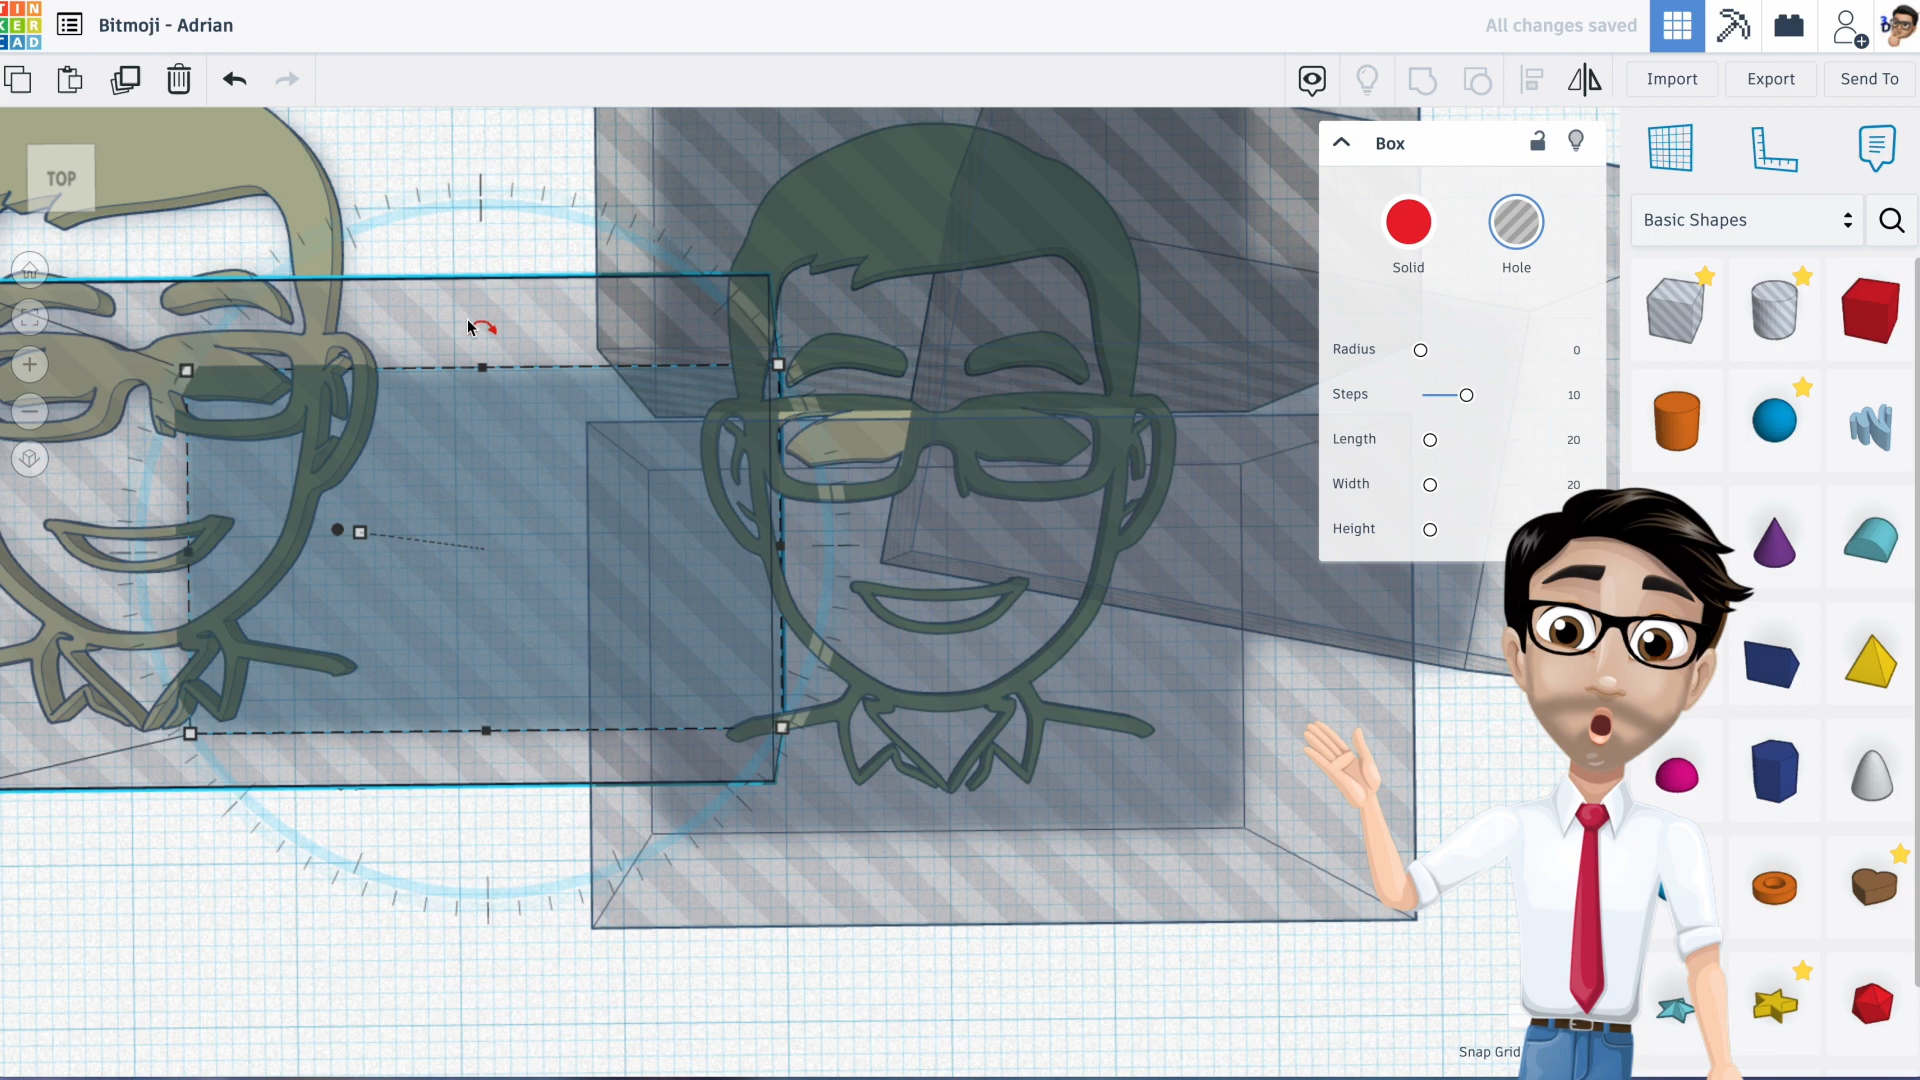 TIN
KER
CAD
Bitmoji - Adrian
All changes saved
Import
Export
Send To
TOP
Box
Solid
Hole
Radius
0
Steps
10
Length
20
Width
20
Height
Basic Shapes
Snap Grid